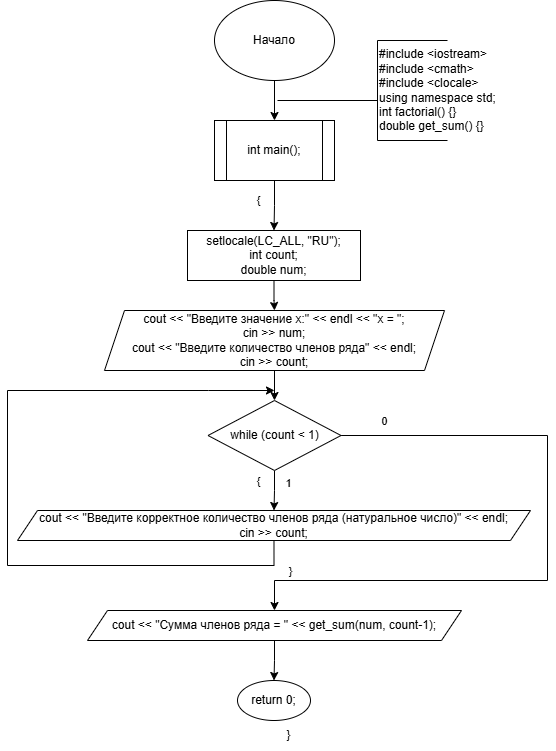 Начало
#include <iostream>
#include <cmath>
#include <clocale>
using namespace std;
int factorial() {}
double get_sum() {}
int main();
{
setlocale(LC_ALL, "RU");
int count;
double num;
cout << "Введите значение x:" << endl << "x = ";
cin >> num;
cout << "Введите количество членов ряда" << endl;
cin >> count;
while (count < 1)
0
{
1
cout << "Введите корректное количество членов ряда (натуральное число)" << endl;
cin >> count;
}
cout << "Сумма членов ряда = " << get_sum(num, count-1);
return 0;
}